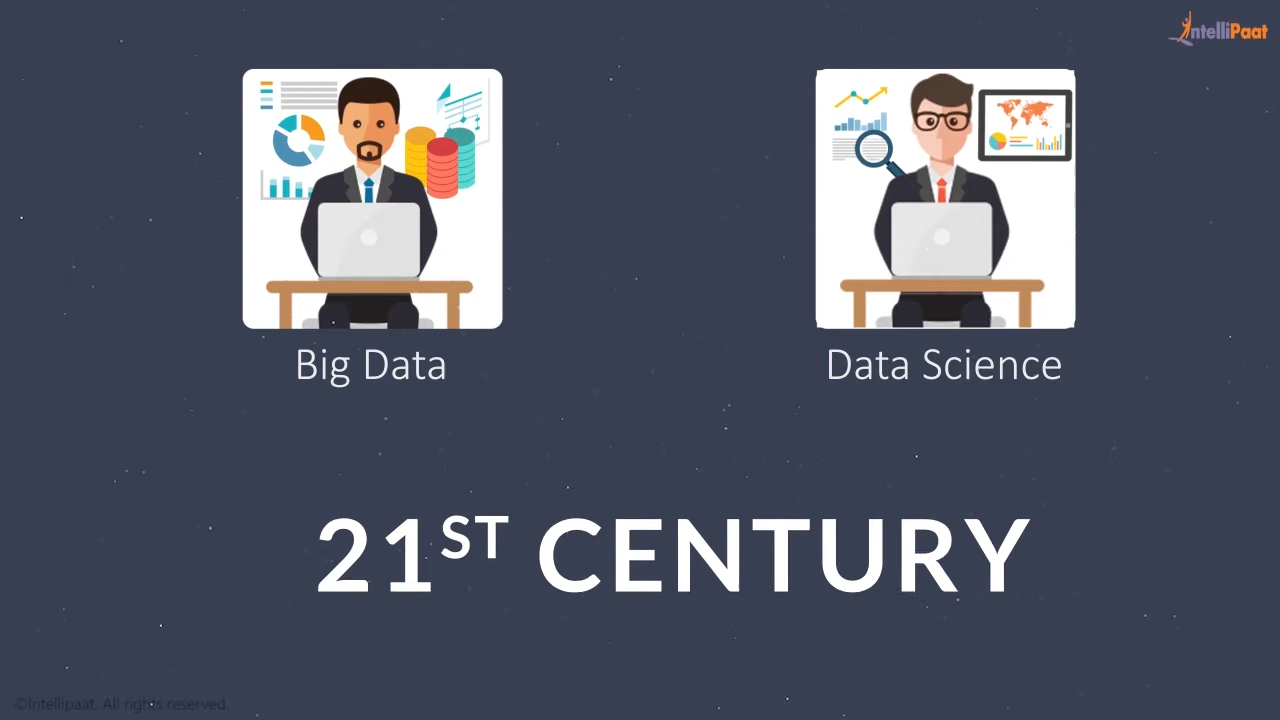 IntelliPaat
Big Data
Data Science
21ST CENTURY
©Intellipaat. All rights reserved.